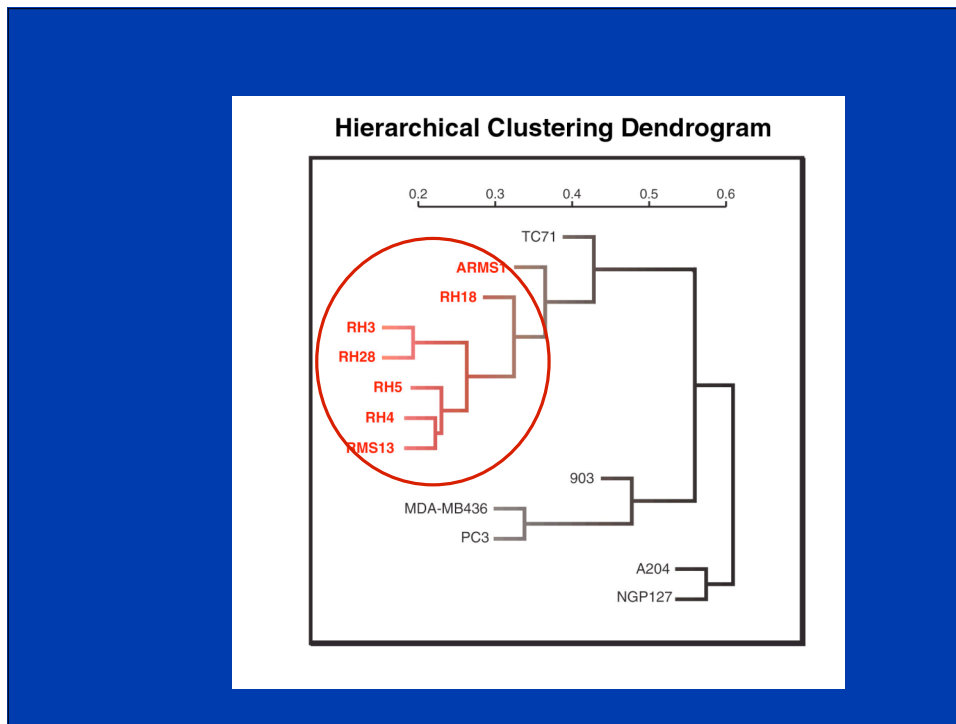 Hierarchical Clustering Dendrogram
0.2 0.3 0.4 0.5 0.6
TC71
ARMS1
RH18
RH3
RH28
RH5
RH4
RMS13
903
MDA-MB436
PC3
A204
NGP127